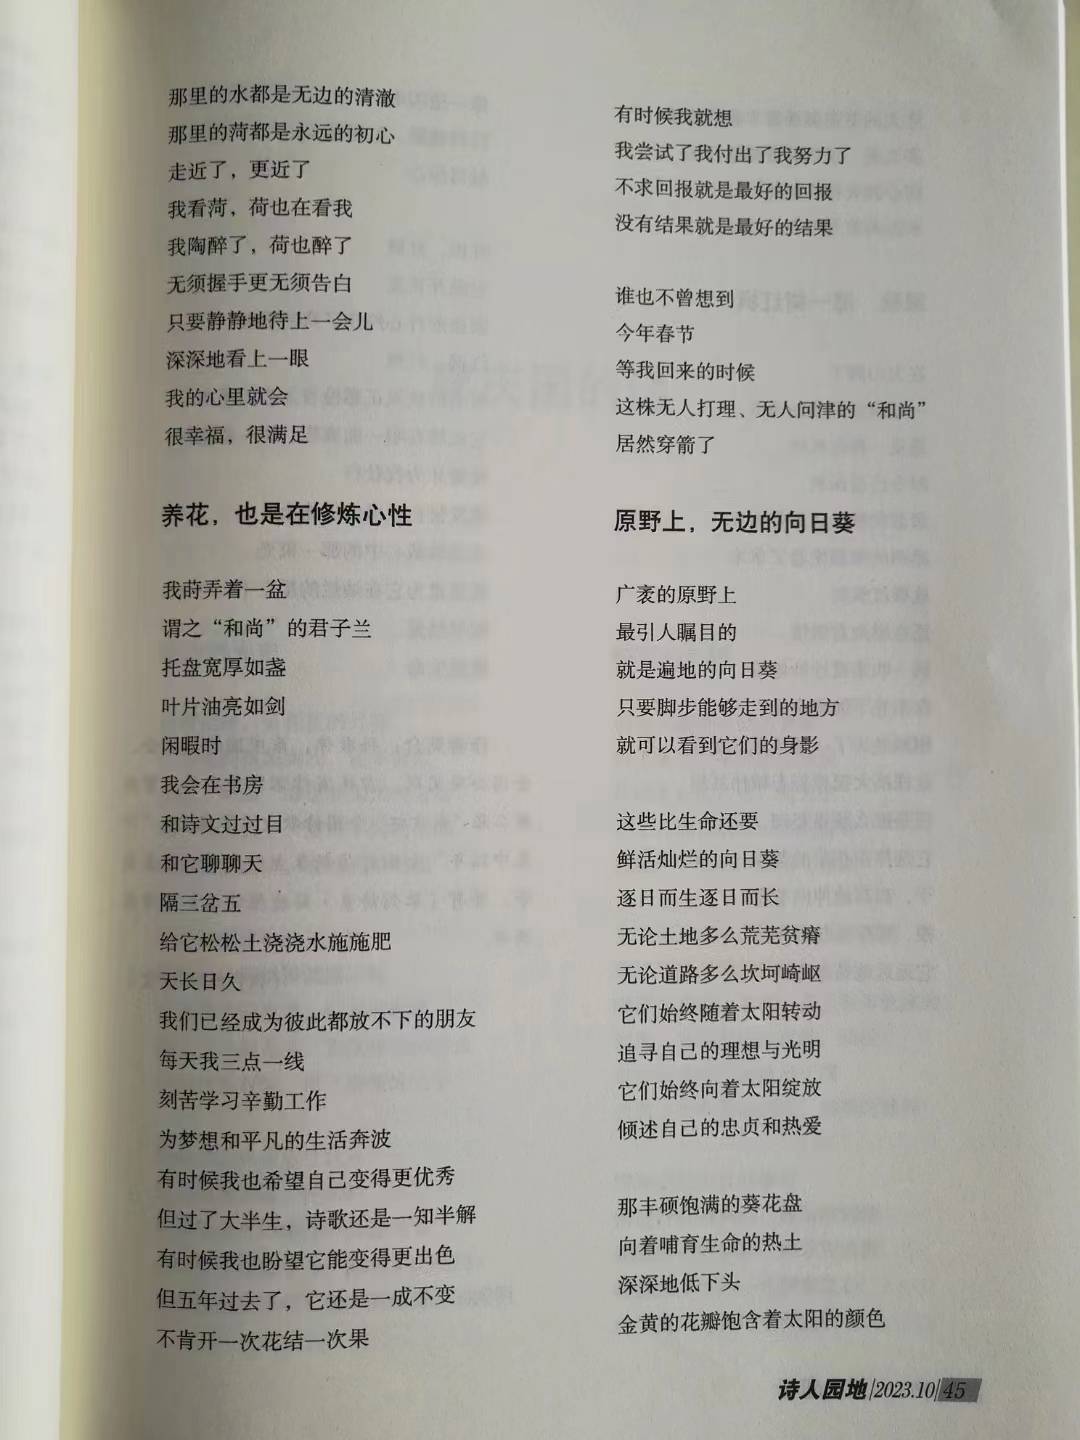 那里的水都是无边的清澈
那里的菏都是永远的初心
走近了，更近了
我看菏，荷也在看我
我陶醉了，荷也醉了
无须握手更无须告白
只要静静地待上一会儿
深深地看上一眼
我的心里就会
很幸福，很满足
养花，也是在修炼心性
我莳弄着一盆
谓之“和尚”的君子兰
托盘宽厚如盏
叶片油亮如剑
闲暇时
我会在书房
和诗文过过目
和它聊聊天
隔三岔五
给它松松土浇浇水施施肥
天长日久
我们已经成为彼此都放不下的朋友
每天我三点一线
刻苦学习辛勤工作
为梦想和平凡的生活奔波
有时候我也希望自己变得更优秀
但过了大半生，诗歌还是一知半解
有时候我也盼望它能变得更出色
但五年过去了，它还是一成不变
不肯开一次花结一次果
有时候我就想
我尝试了我付出了我努力了
不求回报就是最好的回报
没有结果就是最好的结果
谁也不曾想到
今年春节
等我回来的时候
这株无人打理、无人问津的“和尚”
居然穿箭了
原野上，无边的向日葵
广袤的原野上
最引人瞩目的
就是遍地的向日葵
只要脚步能够走到的地方
就可以看到它们的身影
这些比生命还要
鲜活灿烂的向日葵
逐日而生逐日而长
无论土地多么荒芜贫瘠
无论道路多么坎坷崎岖
它们始终随着太阳转动
追寻自己的理想与光明
它们始终向着太阳绽放
倾述自己的忠贞和热爱
那丰硕饱满的葵花盘
向着哺育生命的热土
深深地低下头
金黄的花瓣饱含着太阳的颜色
诗人园地/2023.10/45